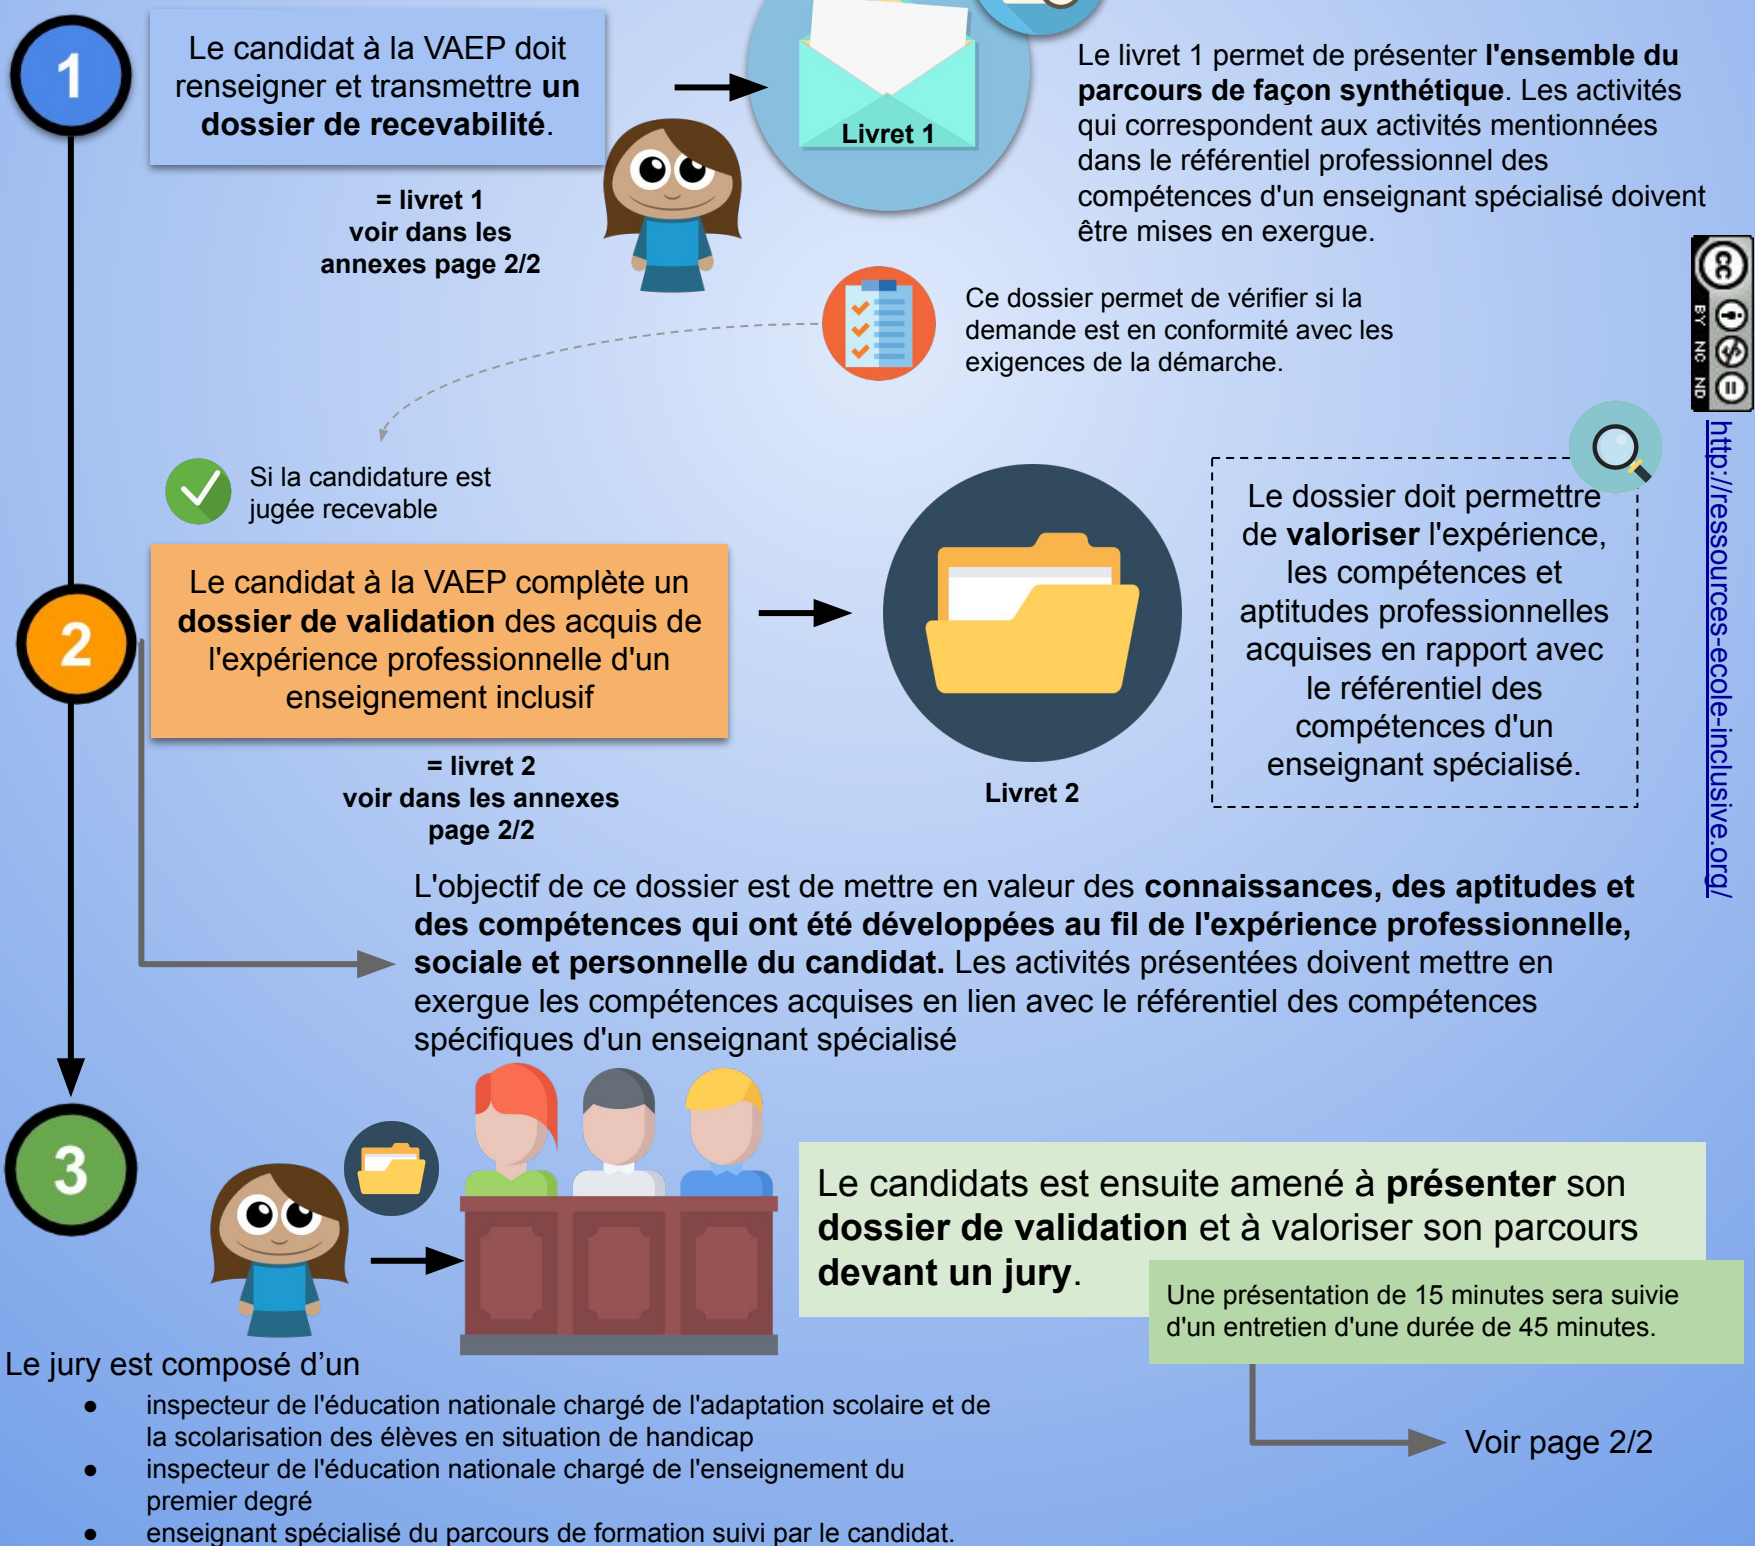 1
Le candidat à la VAEP doit
renseigner et transmettre un
dossier de recevabilité.
= livret 1
voir dans les
annexes page 2/2
Livret 1
Le livret 1 permet de présenter l'ensemble du
parcours de façon synthétique. Les activités
qui correspondent aux activités mentionnées
dans le référentiel professionnel des
compétences d'un enseignant spécialisé doivent
être mises en exergue.
Ce dossier permet de vérifier si la
demande est en conformité avec les
exigences de la démarche.
cc
BY NC ND
http://ressources-ecole-inclusive.org/
Si la candidature est
jugée recevable
2
Le candidat à la VAEP complète un
dossier de validation des acquis de
l'expérience professionnelle d'un
enseignement inclusif
= livret 2
voir dans les annexes
page 2/2
Livret 2
Le dossier doit permettre
de valoriser l'expérience,
les compétences et
aptitudes professionnelles
acquises en rapport avec
le référentiel des
compétences d'un
enseignant spécialisé.
L'objectif de ce dossier est de mettre en valeur des connaissances, des aptitudes et
des compétences qui ont été développées au fil de l'expérience professionnelle,
sociale et personnelle du candidat. Les activités présentées doivent mettre en
exergue les compétences acquises en lien avec le référentiel des compétences
spécifiques d'un enseignant spécialisé
3
Le candidats est ensuite amené à présenter son
dossier de validation et à valoriser son parcours
devant un jury.
Une présentation de 15 minutes sera suivie
d'un entretien d'une durée de 45 minutes.
Voir page 2/2
Le jury est composé d’un
● inspecteur de l'éducation nationale chargé de l'adaptation scolaire et de
la scolarisation des élèves en situation de handicap
● inspecteur de l'éducation nationale chargé de l'enseignement du
premier degré
● enseignant spécialisé du parcours de formation suivi par le candidat.